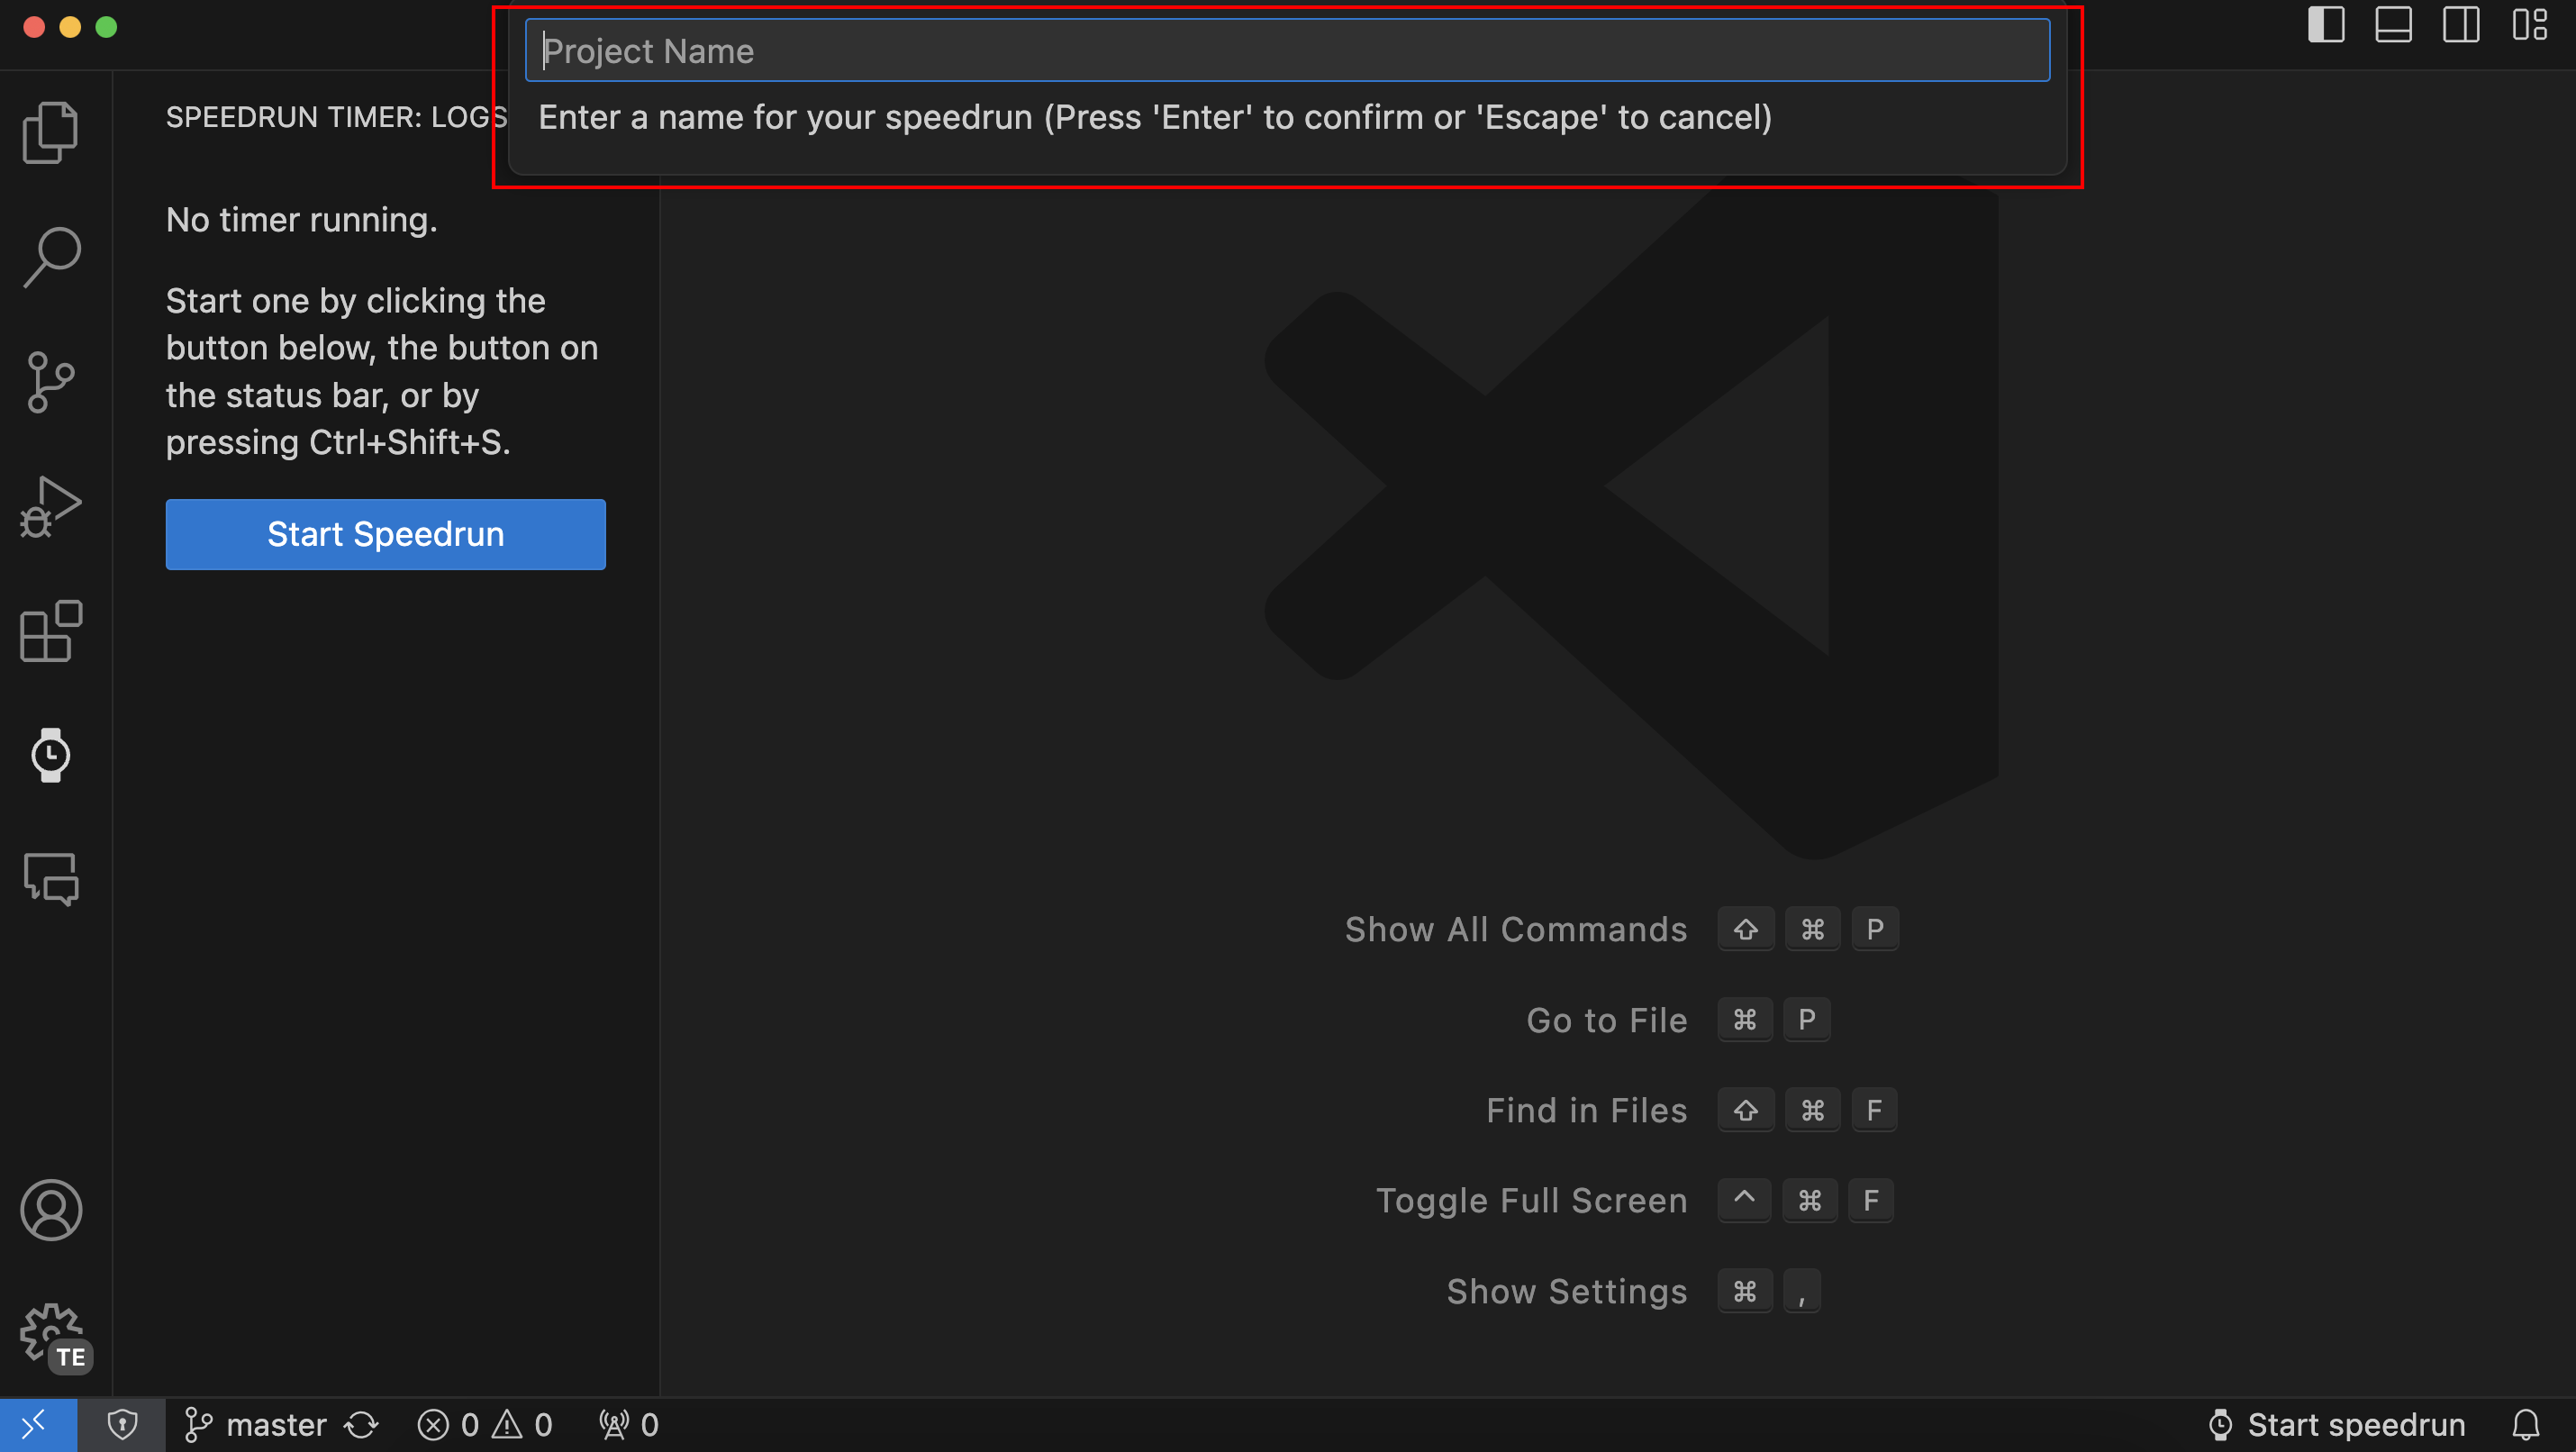 Project Name
Enter a name for your speedrun (Press 'Enter' to confirm or 'Escape' to cancel)
SPEEDRUN TIMER: LOGS
No timer running.
Start one by clicking the
button below, the button on
the status bar, or by
pressing Ctrl+Shift+S.
Start Speedrun
Show All Commands ⇧ ⌘ P
Go to File ⌘ P
Find in Files ⇧ ⌘ F
Toggle Full Screen ^ ⌘ F
Show Settings ⌘ ,
TE
master 0 0 0 Start speedrun